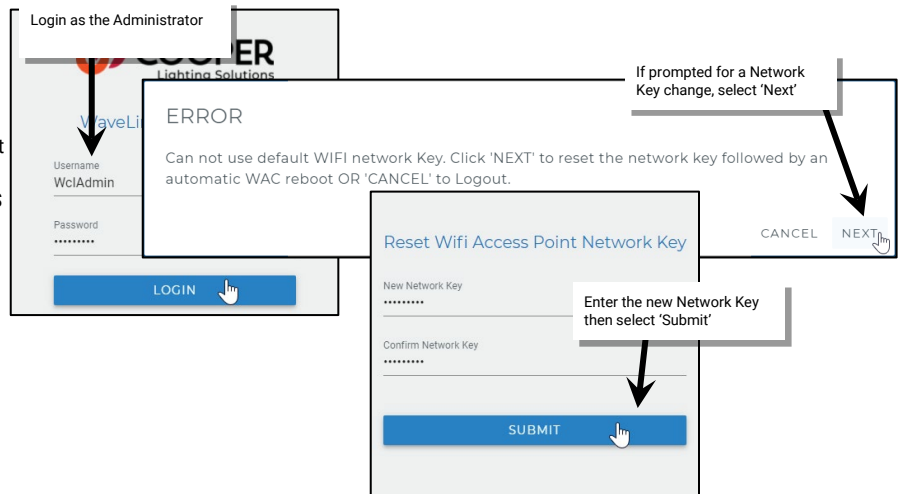 Login as the Administrator
COOPER
Lighting Solutions
WaveLi
Username
WclAdmin
Password
•••••••••
LOGIN
If prompted for a Network
Key change, select ‘Next’
ERROR
Can not use default WIFI network Key. Click 'NEXT' to reset the network key followed by an
automatic WAC reboot OR 'CANCEL' to Logout.
CANCEL NEXT
Reset Wifi Access Point Network Key
New Network Key
•••••••••
Confirm Network Key
•••••••••
Enter the new Network Key
then select ‘Submit’
SUBMIT